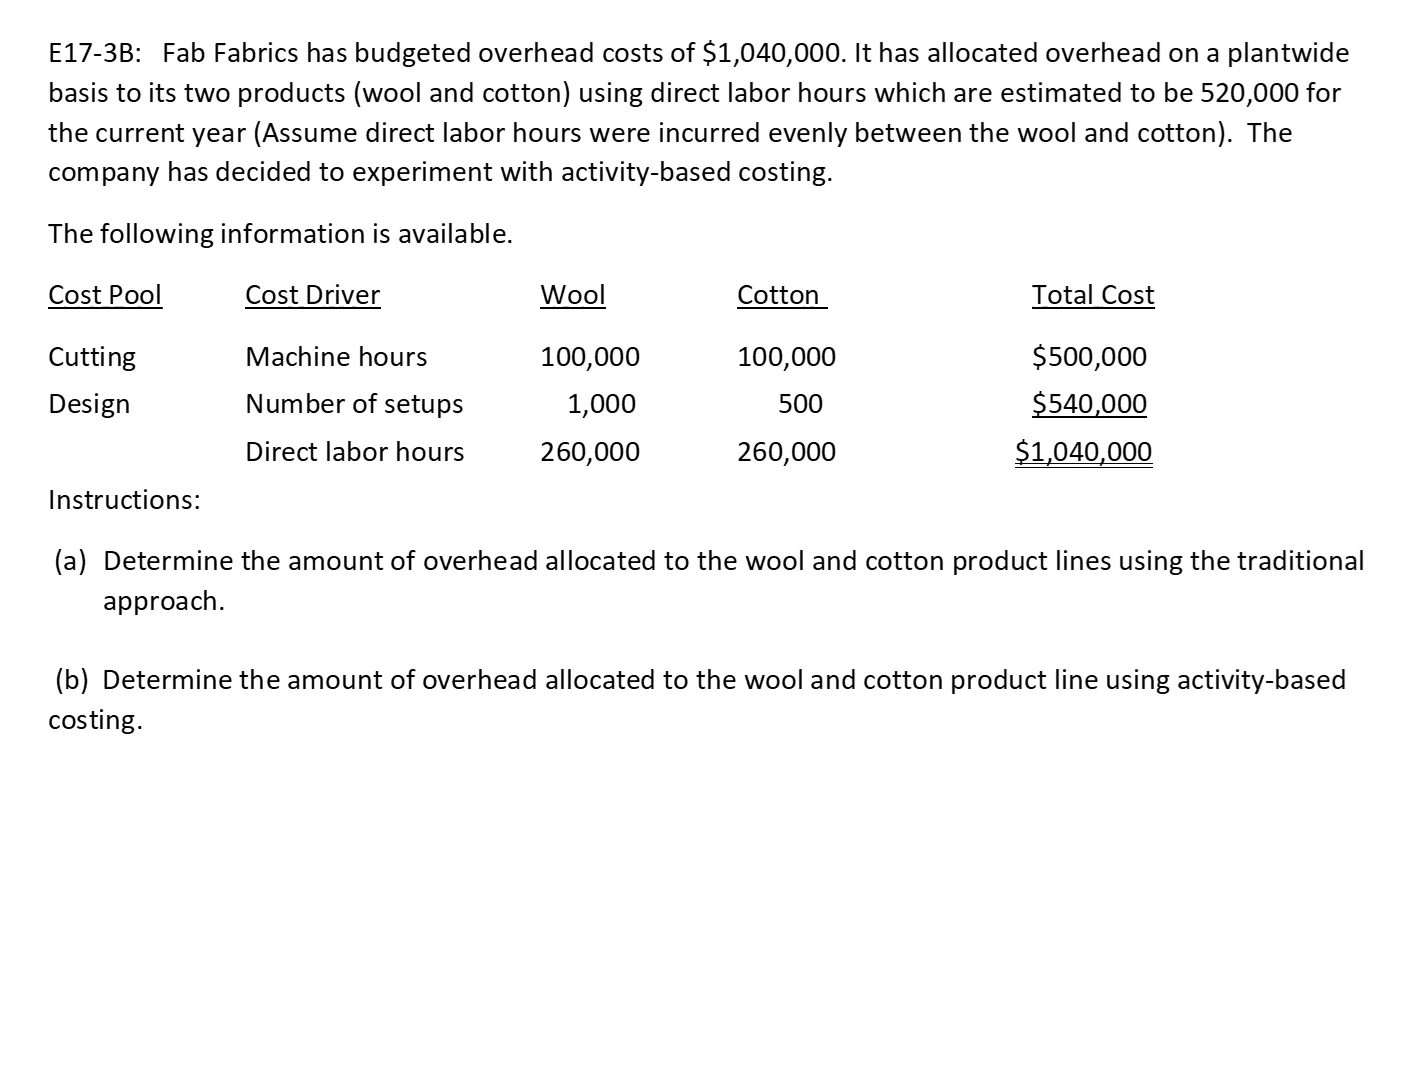 E17-3B: Fab Fabrics has budgeted overhead costs of $1,040,000. It has allocated overhead on a plantwide
basis to its two products (wool and cotton) using direct labor hours which are estimated to be 520,000 for
the current year (Assume direct labor hours were incurred evenly between the wool and cotton). The
company has decided to experiment with activity-based costing.
The following information is available.
Cost Pool Cost Driver Wool Cotton Total Cost
Cutting Machine hours 100,000 100,000 $500,000
Design Number of setups 1,000 500 $540,000
Direct labor hours 260,000 260,000 $1,040,000
Instructions:
(a) Determine the amount of overhead allocated to the wool and cotton product lines using the traditional
approach.
(b) Determine the amount of overhead allocated to the wool and cotton product line using activity-based
costing.